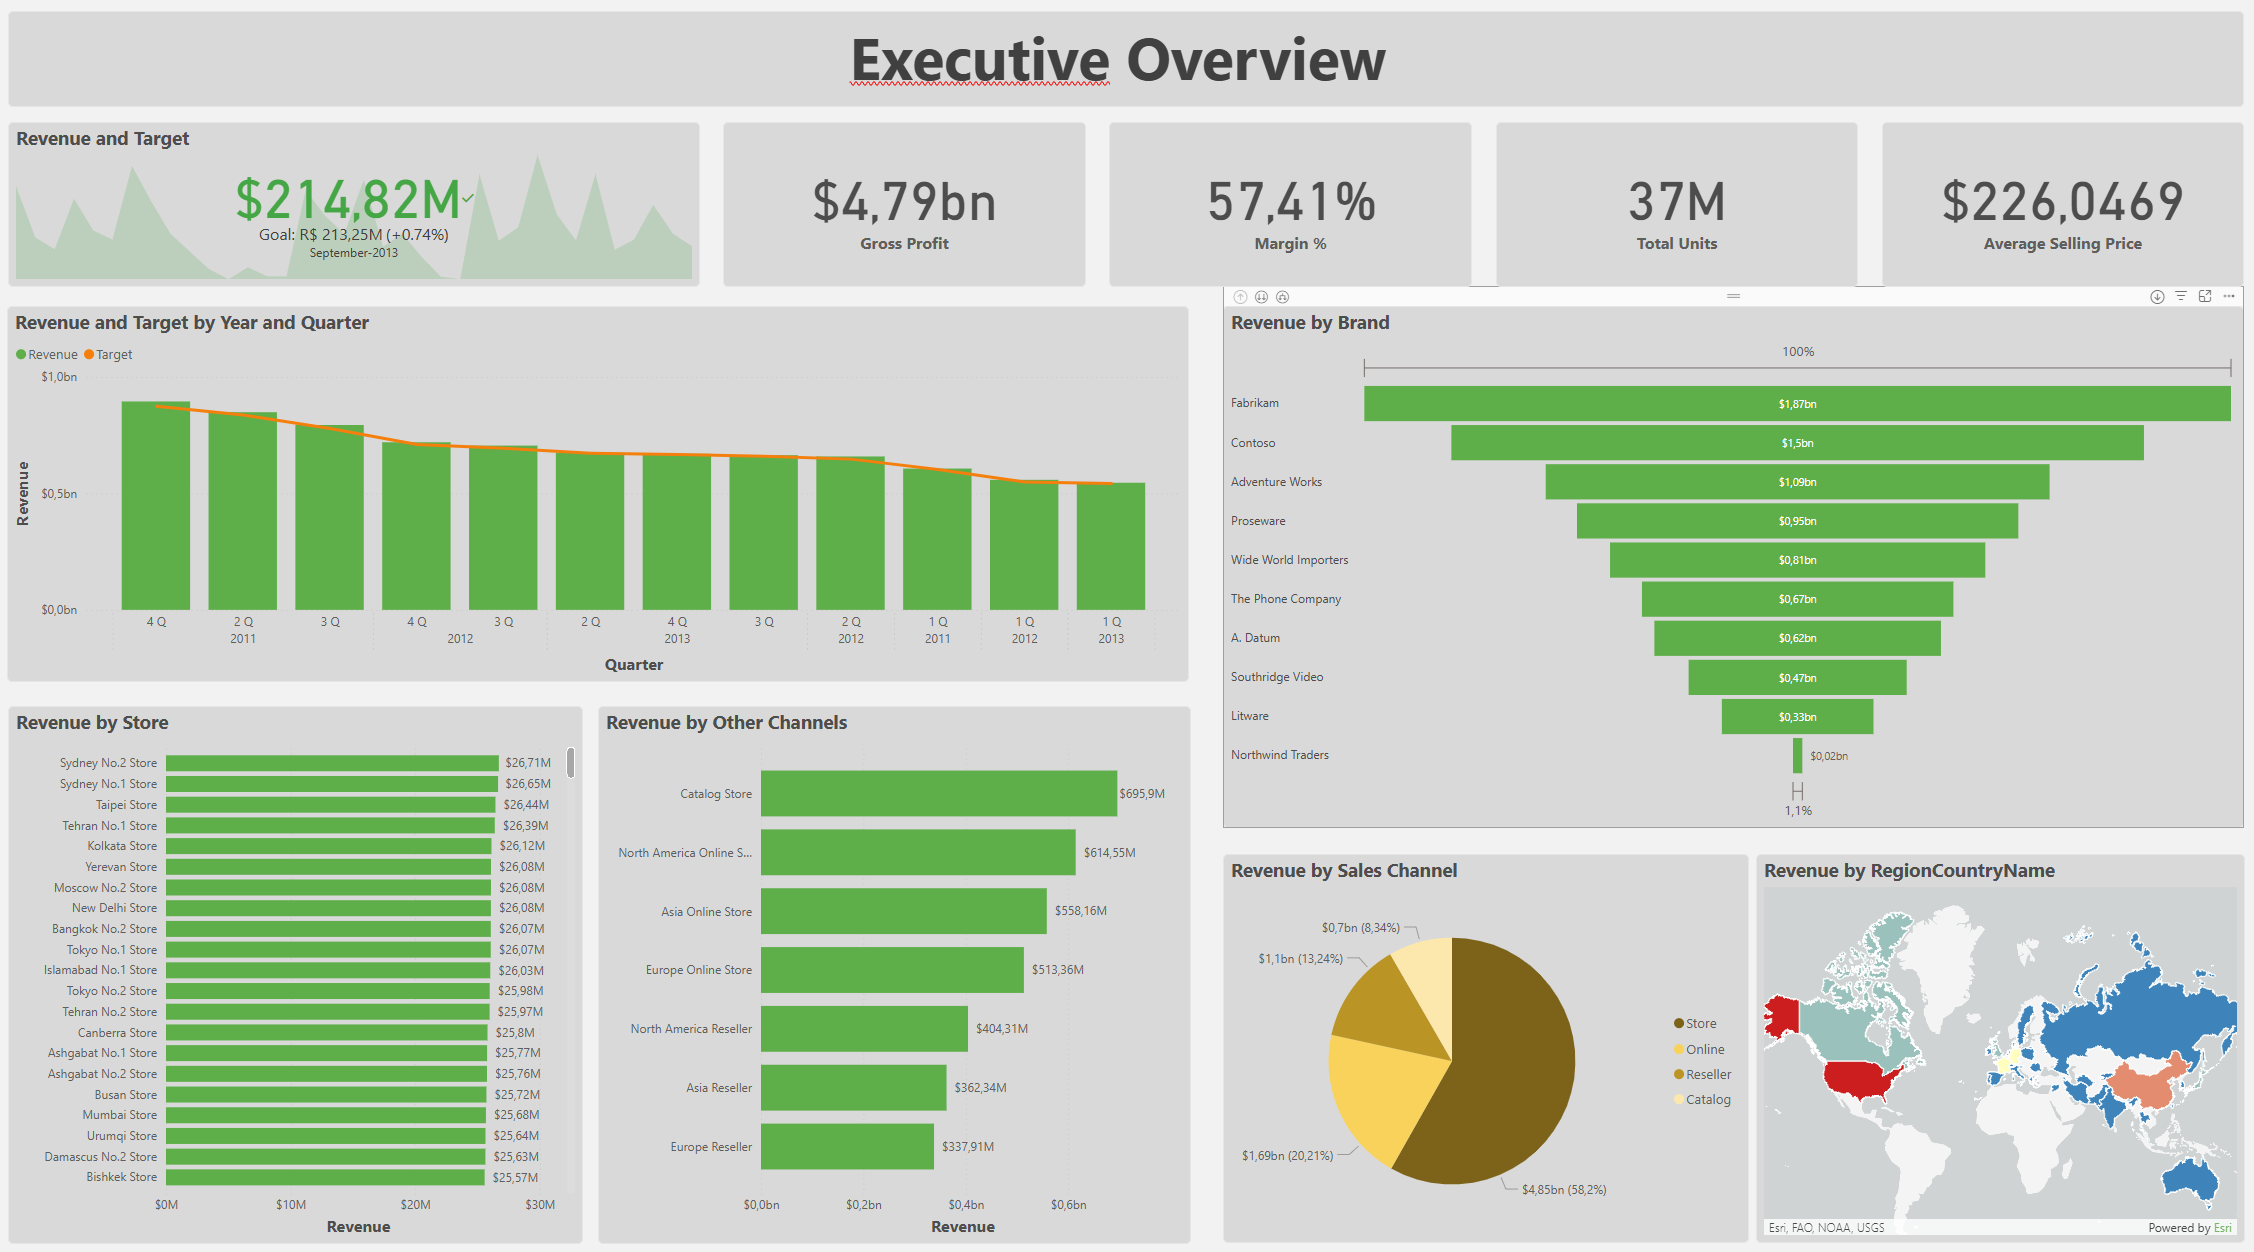 Executive Overview
Revenue and Target
$214,82M
Goal: R$ 213,25M (+0.74%)
September-2013
$4,79bn
Gross Profit
57,41%
Margin %
37M
Total Units
$226,0469
Average Selling Price
Revenue and Target by Year and Quarter
Revenue Target
$1,0bn
$0,5bn
$0,0bn
Revenue
4 Q 2 Q 3 Q 4 Q 3 Q 2 Q 4 Q 3 Q 2 Q 1 Q 1 Q 1 Q
2011 2012 2013 2012 2011 2012 2013
Quarter
Revenue by Brand
100%
Fabrikam $1,87bn
Contoso $1,5bn
Adventure Works $1,09bn
Proseware $0,95bn
Wide World Importers $0,81bn
The Phone Company $0,67bn
A. Datum $0,62bn
Southridge Video $0,47bn
Litware $0,33bn
Northwind Traders $0,02bn
1,1%
Revenue by Store
Sydney No.2 Store $26,71M
Sydney No.1 Store $26,65M
Taipei Store $26,44M
Tehran No.1 Store $26,39M
Kolkata Store $26,12M
Yerevan Store $26,08M
Moscow No.2 Store $26,08M
New Delhi Store $26,08M
Bangkok No.2 Store $26,07M
Tokyo No.1 Store $26,07M
Islamabad No.1 Store $26,03M
Tokyo No.2 Store $25,98M
Tehran No.2 Store $25,97M
Canberra Store $25,8M
Ashgabat No.1 Store $25,77M
Ashgabat No.2 Store $25,76M
Busan Store $25,72M
Mumbai Store $25,68M
Urumqi Store $25,64M
Damascus No.2 Store $25,63M
Bishkek Store $25,57M
$0M $10M $20M $30M
Revenue
Revenue by Other Channels
Catalog Store $695,9M
North America Online S... $614,55M
Asia Online Store $558,16M
Europe Online Store $513,36M
North America Reseller $404,31M
Asia Reseller $362,34M
Europe Reseller $337,91M
$0,0bn $0,2bn $0,4bn $0,6bn
Revenue
Revenue by Sales Channel
$0,7bn (8,34%)
$1,1bn (13,24%)
$1,69bn (20,21%)
$4,85bn (58,2%)
Store
Online
Reseller
Catalog
Revenue by RegionCountryName
Esri, FAO, NOAA, USGS Powered by Esri